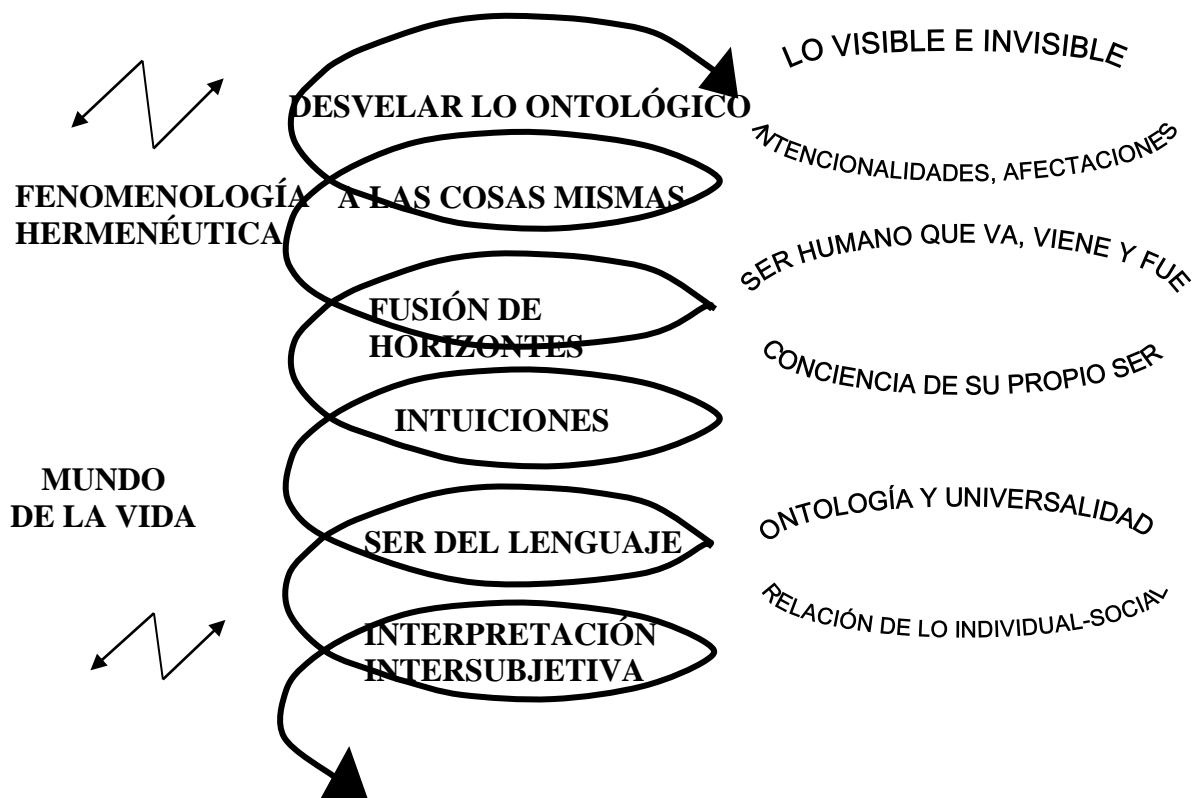 LO VISIBLE E INVISIBLE
DESVELAR LO ONTOLÓGICO
INTENCIONALIDADES, AFECTACIONES
FENOMENOLOGÍA
HERMENÉUTICA
A LAS COSAS MISMAS
SER HUMANO QUE VA, VIENE Y FUE
FUSIÓN DE
HORIZONTES
CONCIENCIA DE SU PROPIO SER
INTUICIONES
MUNDO
DE LA VIDA
ONTOLOGÍA Y UNIVERSALIDAD
SER DEL LENGUAJE
RELACIÓN DE LO INDIVIDUAL-SOCIAL
INTERPRETACIÓN
INTERSUBJETIVA